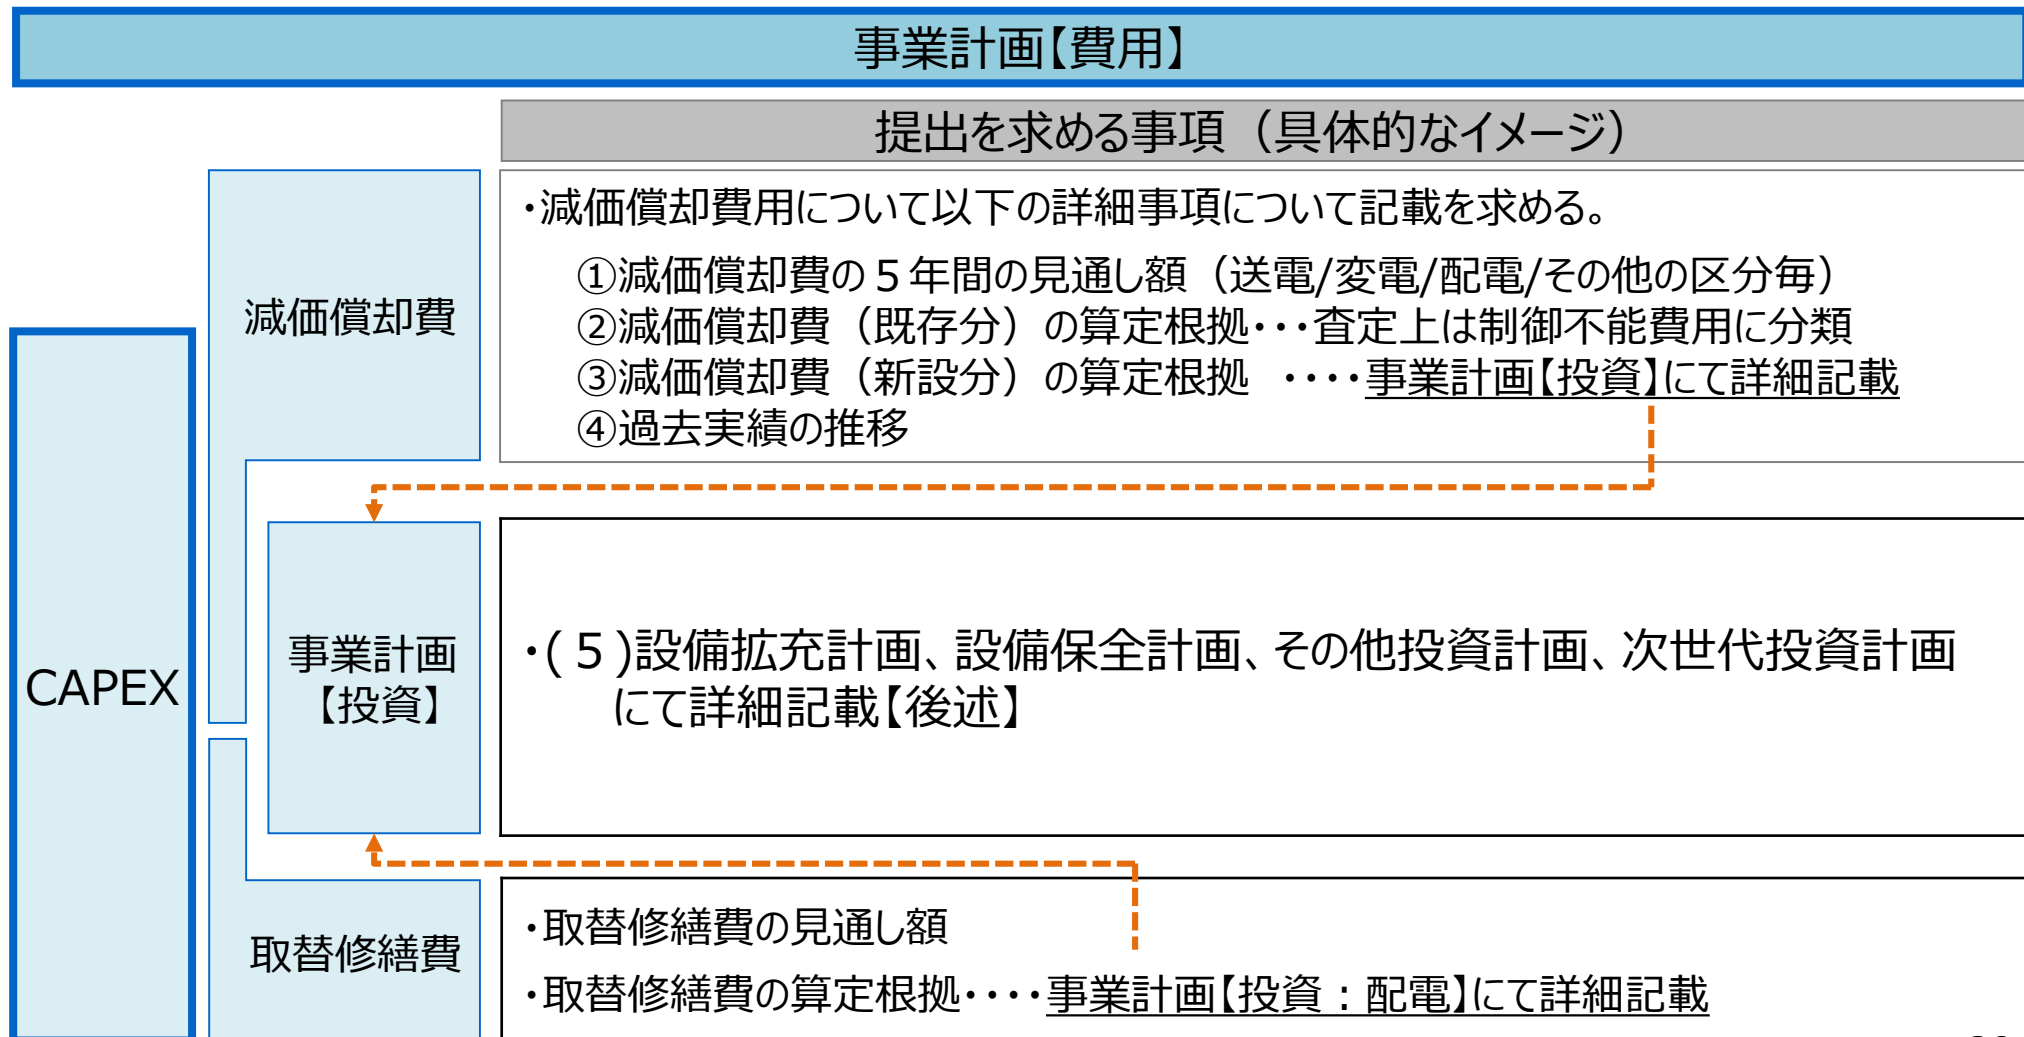 事業計画【費用】
提出を求める事項（具体的なイメージ）
CAPEX
減価償却費
・減価償却費用について以下の詳細事項について記載を求める。
①減価償却費の５年間の見通し額（送電/変電/配電/その他の区分毎）
②減価償却費（既存分）の算定根拠・・・査定上は制御不能費用に分類
③減価償却費（新設分）の算定根拠　・・・・事業計画【投資】にて詳細記載
④過去実績の推移
事業計画
【投資】
・(５)設備拡充計画、設備保全計画、その他投資計画、次世代投資計画
にて詳細記載【後述】
取替修繕費
・取替修繕費の見通し額
・取替修繕費の算定根拠・・・・事業計画【投資：配電】にて詳細記載